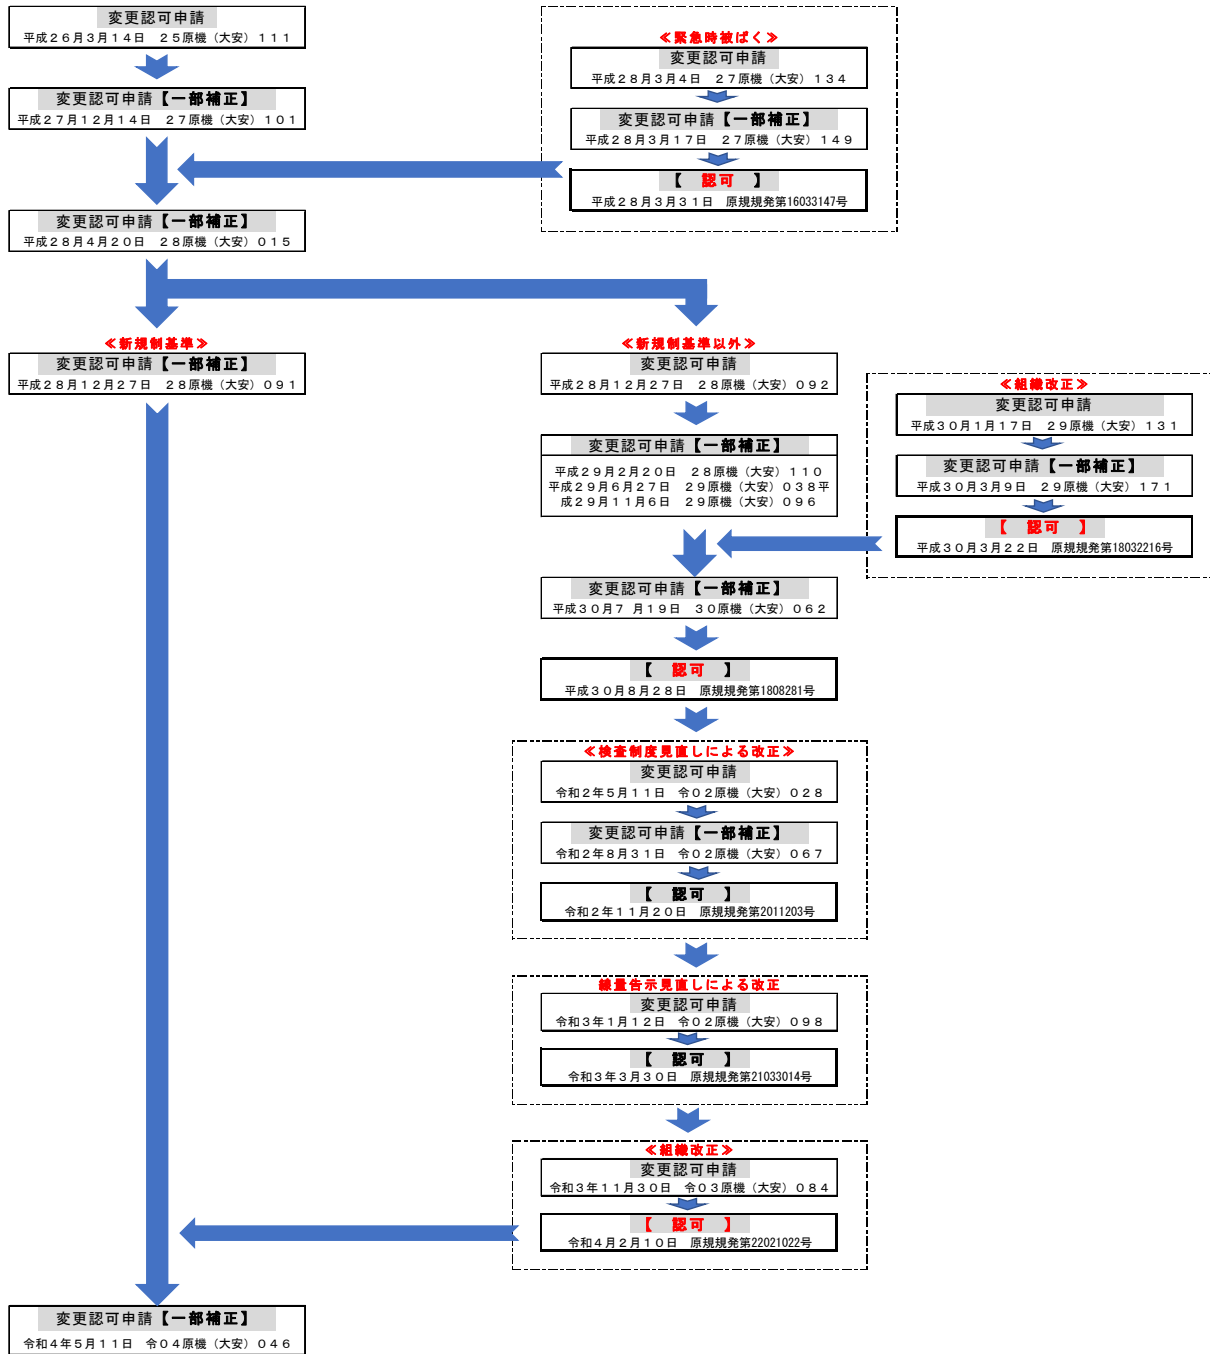 変更認可申請
平成26月3月14日　25原機（大安）111
変更認可申請【一部補正】
平成27月12月14日　27原機（大安）101
≪緊急時被ばく≫
変更認可申請
平成28月3月4日　27原機（大安）134
変更認可申請【一部補正】
平成28月3月17日　27原機（大安）149
【　認可　】
平成28月3月31日　原規規発第16033147号
変更認可申請【一部補正】
平成28月4月20日　28原機（大安）015
≪新規制基準≫
変更認可申請【一部補正】
平成28月12月27日　28原機（大安）091
≪新規制基準以外≫
変更認可申請
平成28月12月27日　28原機（大安）092
変更認可申請【一部補正】
平成29月2月20日　28原機（大安）110
平成29月6月27日　29原機（大安）038平
成29月11月6日　29原機（大安）096
≪組織改正≫
変更認可申請
平成30月1月17日　29原機（大安）131
変更認可申請【一部補正】
平成30月3月9日　29原機（大安）171
【　認可　】
平成30月3月22日　原規規発第18032216号
変更認可申請【一部補正】
平成30月7 月19日　30原機（大安）062
【　認可　】
平成30月8月28日　原規規発第1808281号
≪検査制度見直しによる改正≫
変更認可申請
令和2年5月11日　令02原機（大安）028
変更認可申請【一部補正】
令和2年8月31日　令02原機（大安）067
【　認可　】
令和2年11月20日　原規規発第2011203号
線量告示見直しによる改正
変更認可申請
令和3年1月12日　令02原機（大安）098
【　認可　】
令和3年3月30日　原規規発第21033014号
≪組織改正≫
変更認可申請
令和3年11月30日　令03原機（大安）084
【　認可　】
令和4年2月10日　原規規発第22021022号
変更認可申請【一部補正】
令和4年5月11日　令04原機（大安）046